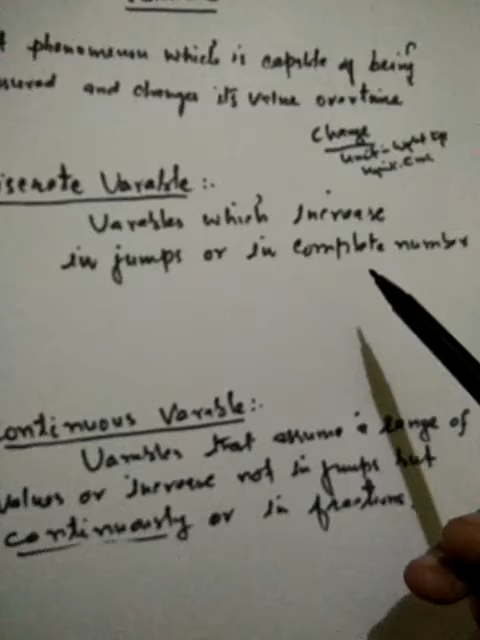 A phenomenon which is capable of being
asured and changes its value overtime
Change
Discrete Variable :.
Variables which increase
in jumps or in complete number
ontinuous Variable :.
Variables that assume a range of
values or increase not in jumps but
continuously or in fractions.